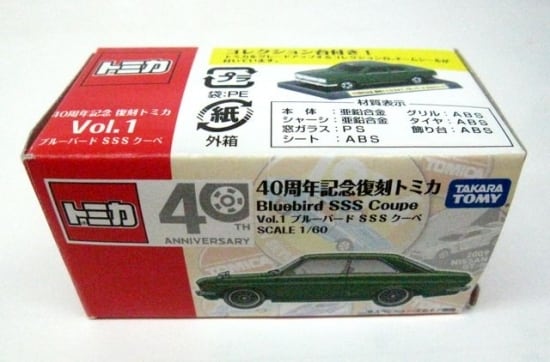 トミカ
40周年記念 復刻トミカ
Vol.1
ブルーバード SSS クーペ
コレクション台付き！
プラ
袋:PE
紙
外箱
材質表示
本体：亜鉛合金 グリル：ABS
シャーシ：亜鉛合金 タイヤ：ABS
窓ガラス：PS 飾り台：ABS
シート：ABS
トミカ
40TH
ANNIVERSARY
40周年記念復刻トミカ
Bluebird SSS Coupe
Vol.1 ブルーバード SSS クーペ
SCALE 1/60
TAKARA
TOMY
TOMICA
2009
NISSAN